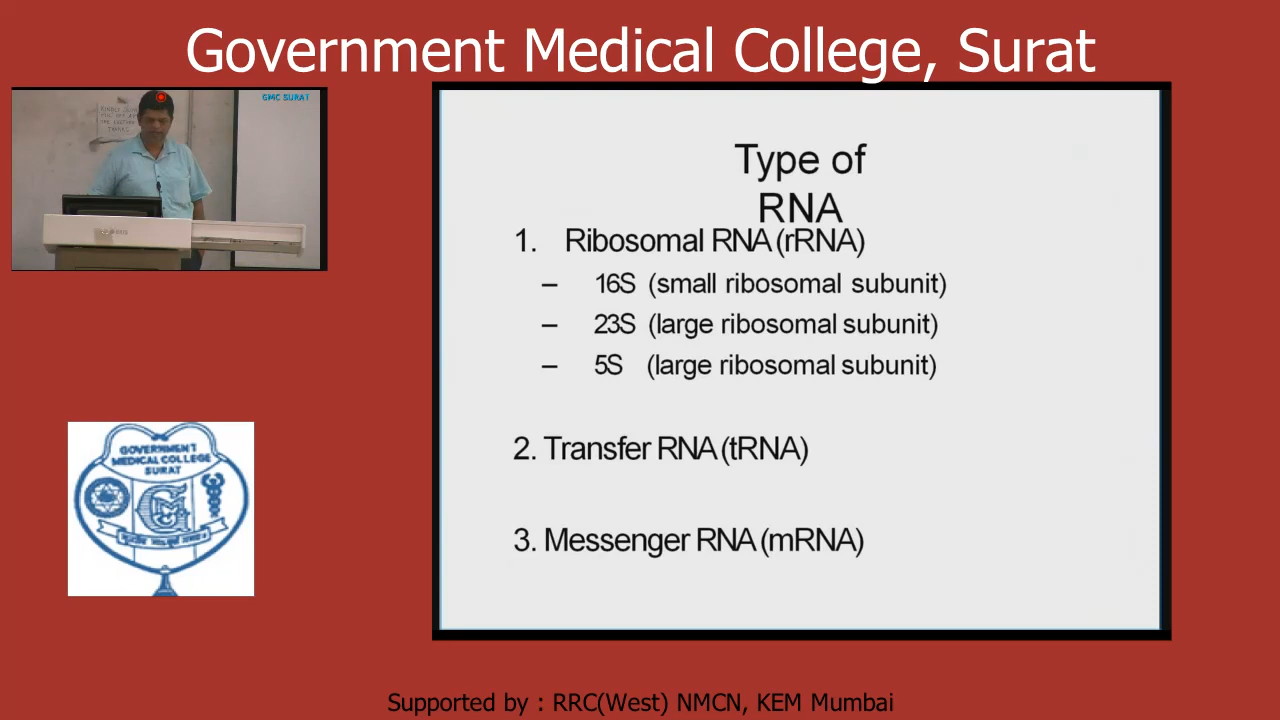 Government Medical College, Surat
GMC SURAT
THANKS
Type of
RNA
1. Ribosomal RNA (rRNA)
– 16S (small ribosomal subunit)
– 23S (large ribosomal subunit)
– 5S (large ribosomal subunit)
2. Transfer RNA (tRNA)
3. Messenger RNA (mRNA)
GOVERNMENT
MEDICAL COLLEGE
SURAT
Supported by : RRC(West) NMCN, KEM Mumbai